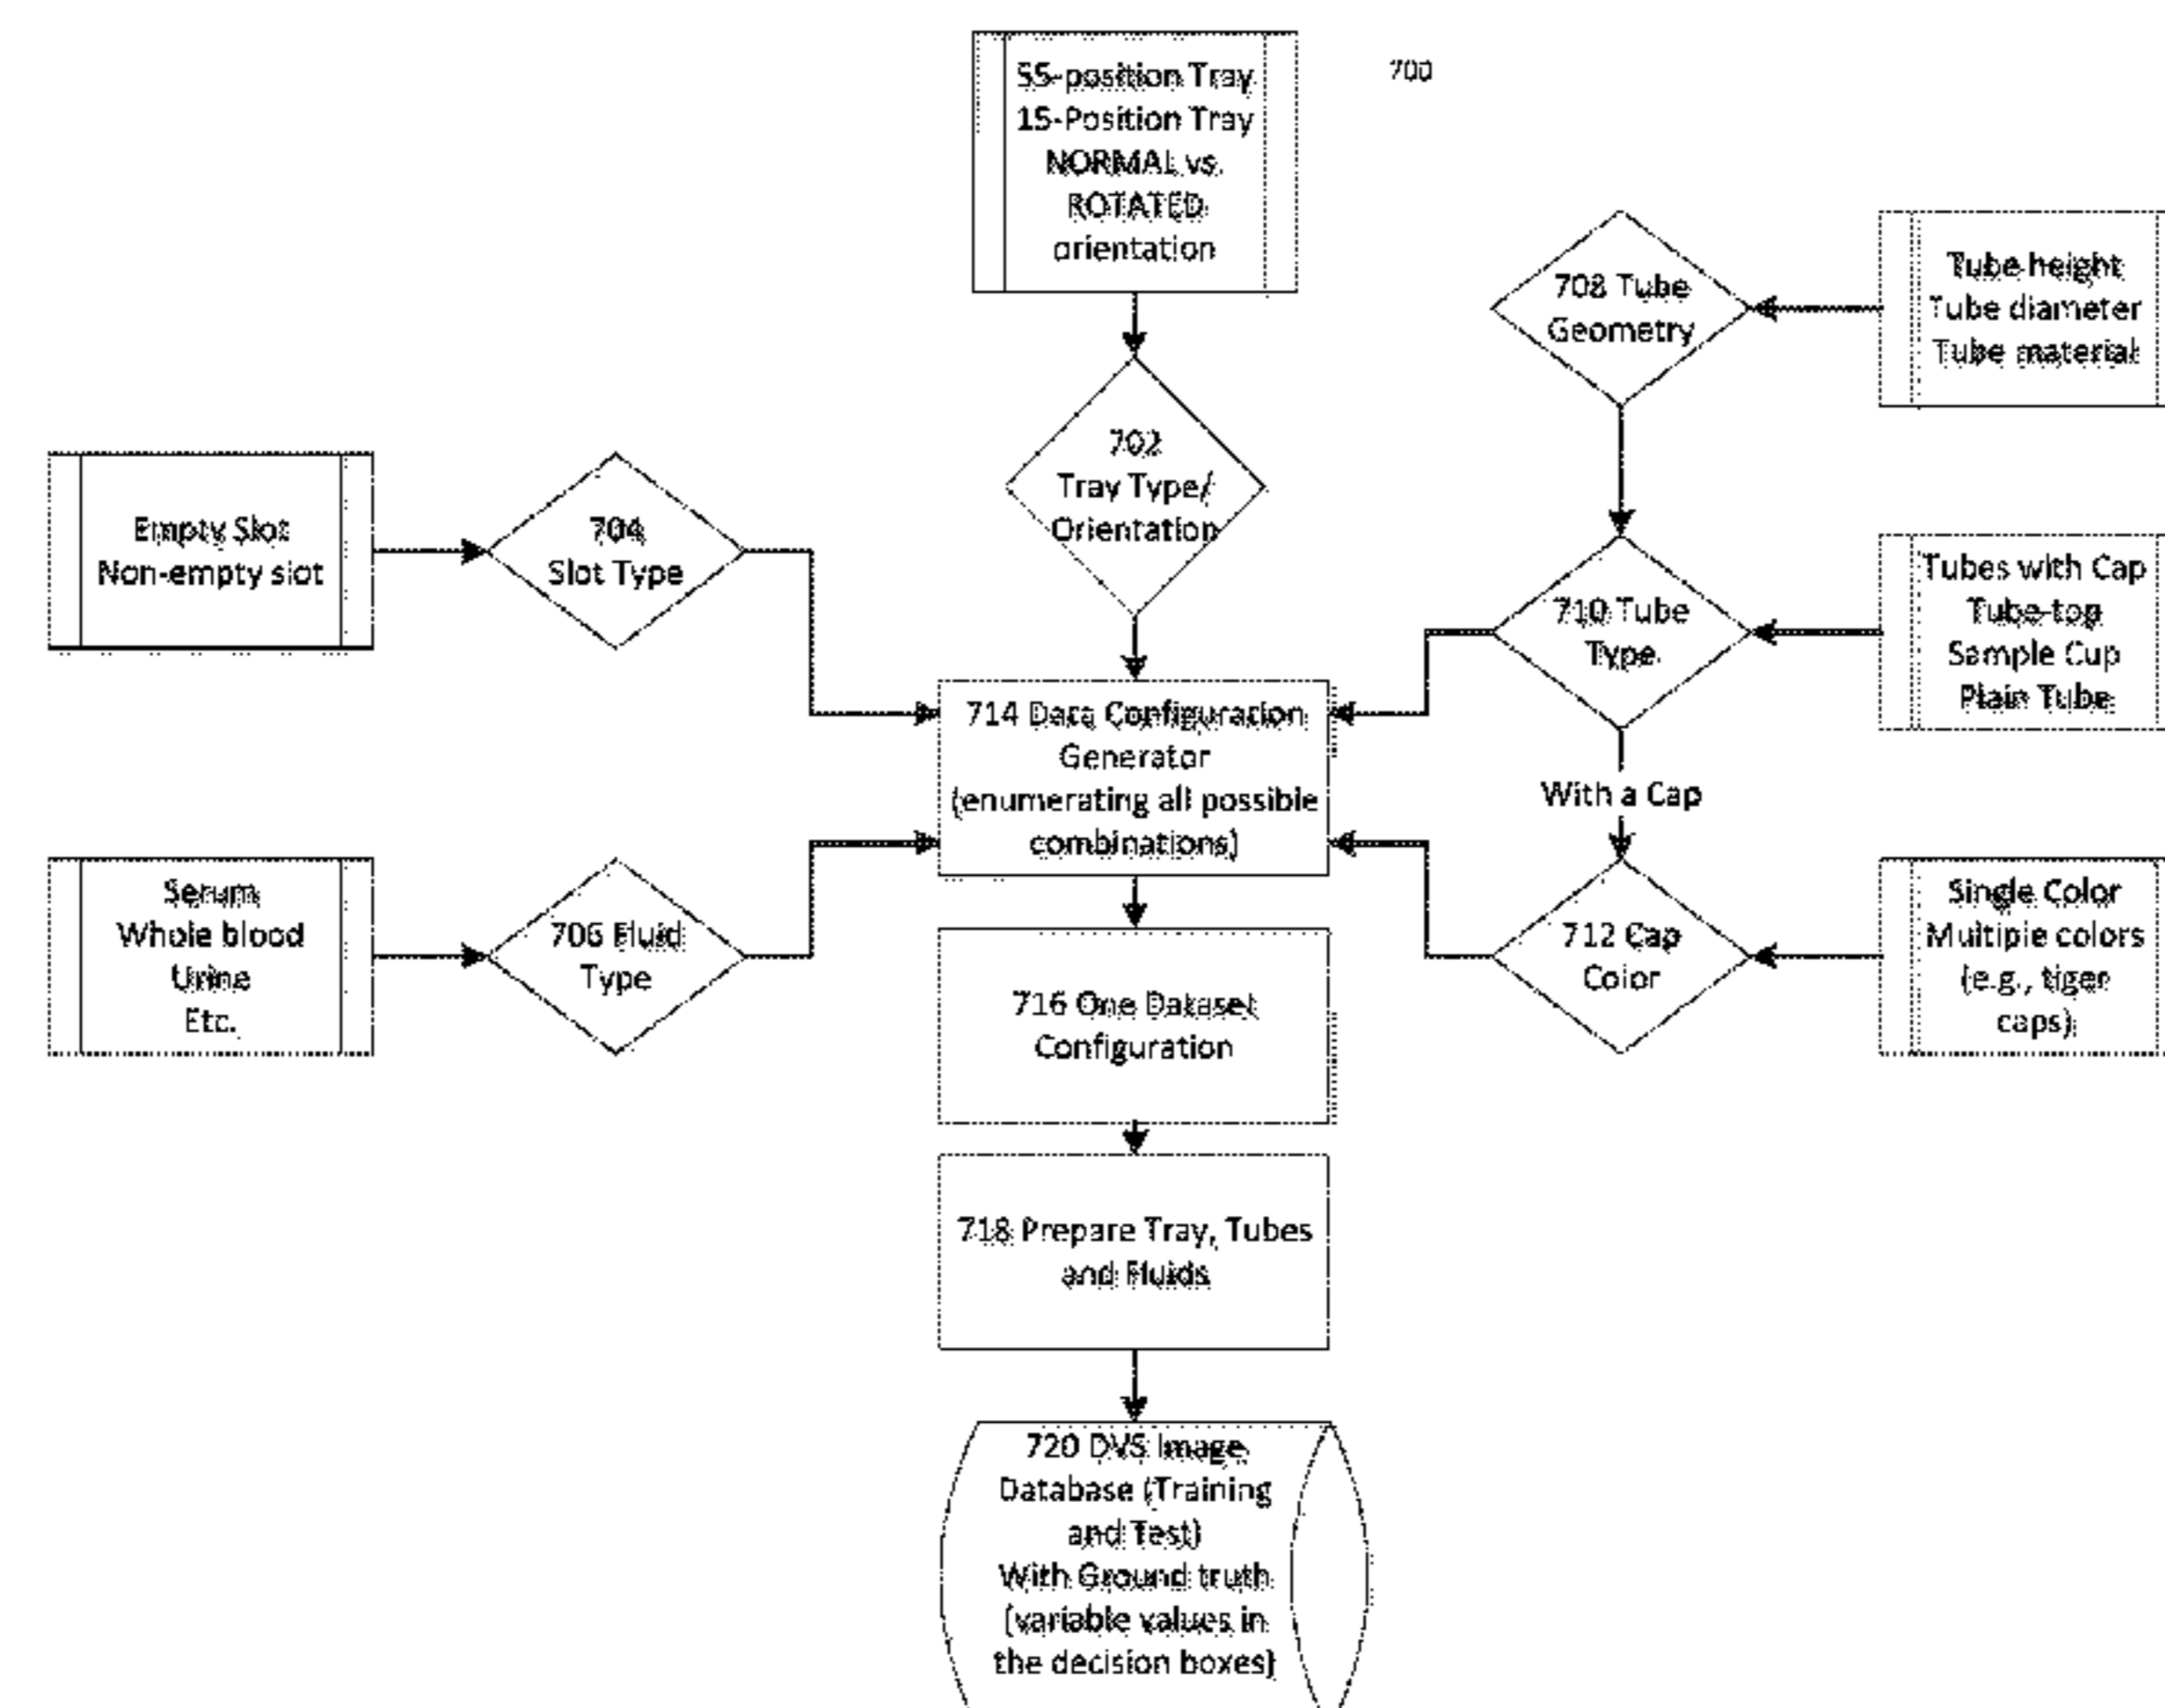 55-position Tray
15-Position Tray
NORMAL vs.
ROTATED
orientation
700
708 Tube
Geometry
Tube height
Tube diameter
Tube material
702
Tray Type/
Orientation
Empty Slot
Non-empty slot
704
Slot Type
710 Tube
Type
Tubes with Cap
Tube-top
Sample Cup
Plain Tube
714 Data Configuration
Generator
(enumerating all possible
combinations)
With a Cap
Serum
Whole blood
Urine
Etc.
706 Fluid
Type
712 Cap
Color
Single Color
Multiple colors
(e.g., tiger
caps)
716 One Dataset
Configuration
718 Prepare Tray, Tubes
and Fluids
720 DVS Image
Database (Training
and Test)
With Ground truth
(variable values in
the decision boxes)